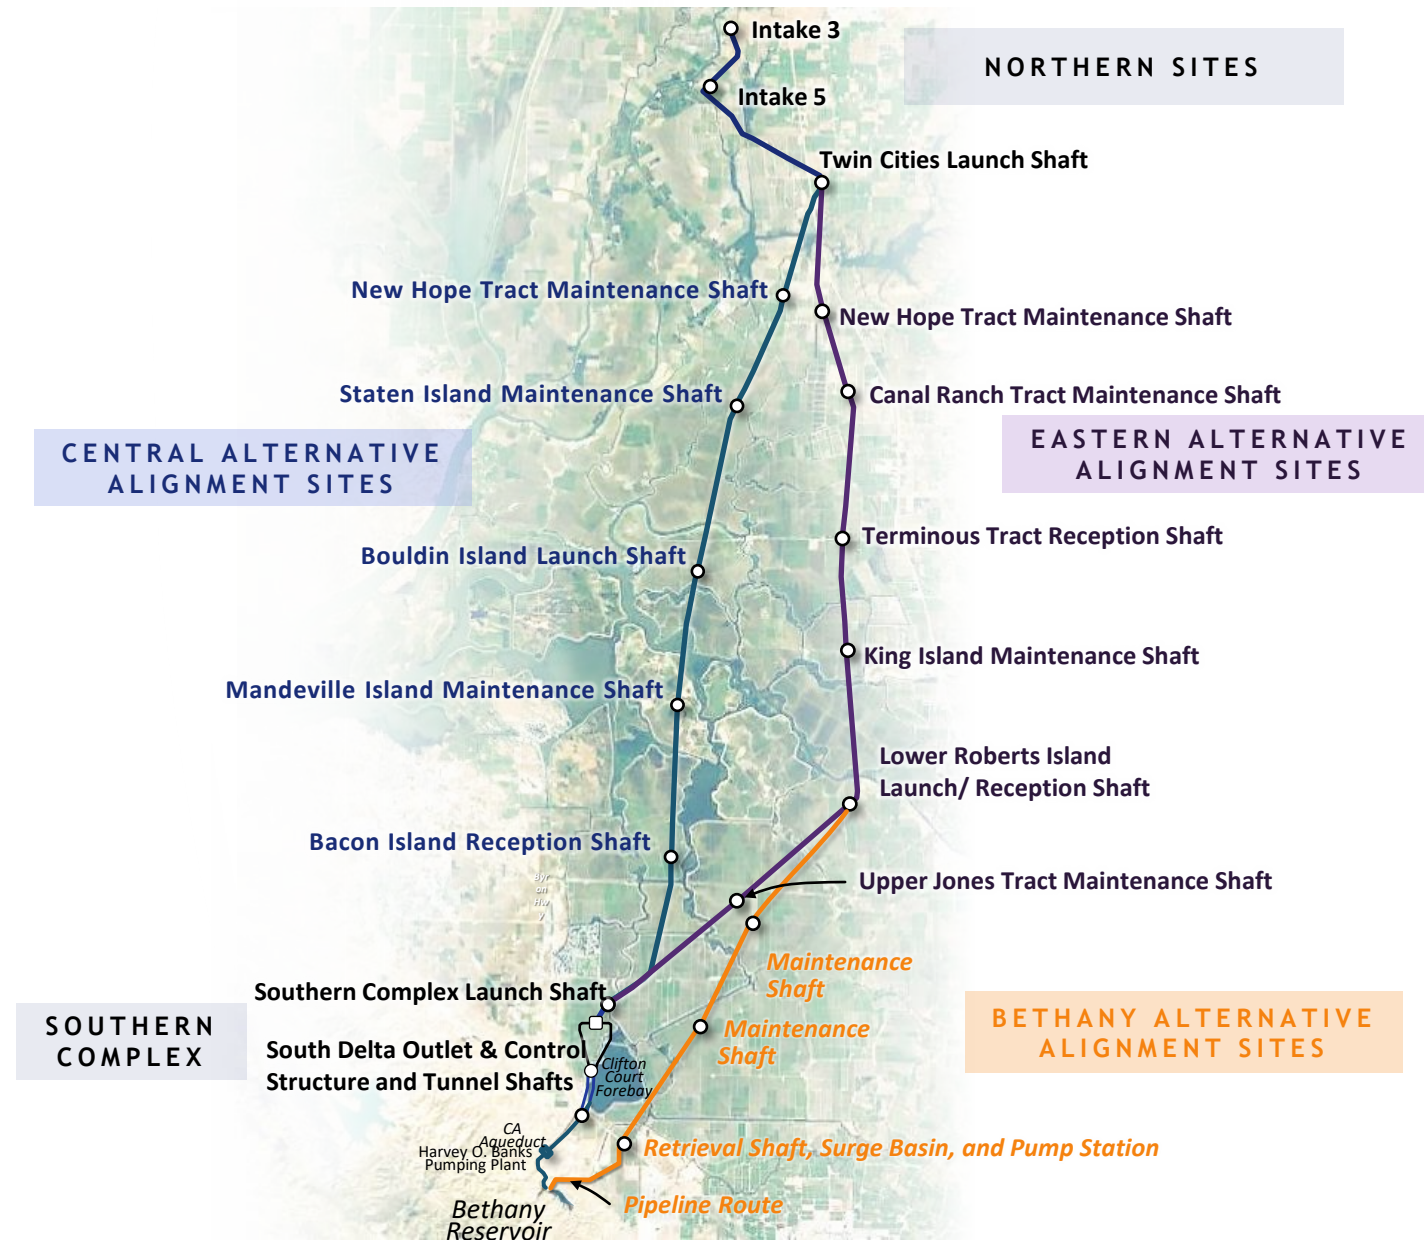 Intake 3
NORTHERN SITES
Intake 5
Twin Cities Launch Shaft
New Hope Tract Maintenance Shaft
New Hope Tract Maintenance Shaft
Staten Island Maintenance Shaft
Canal Ranch Tract Maintenance Shaft
CENTRAL ALTERNATIVE
ALIGNMENT SITES
EASTERN ALTERNATIVE
ALIGNMENT SITES
Terminous Tract Reception Shaft
Bouldin Island Launch Shaft
King Island Maintenance Shaft
Mandeville Island Maintenance Shaft
Lower Roberts Island
Launch/ Reception Shaft
Bacon Island Reception Shaft
Upper Jones Tract Maintenance Shaft
Byr
on
Hw
y
Maintenance
Shaft
Southern Complex Launch Shaft
SOUTHERN
COMPLEX
Maintenance
Shaft
BETHANY ALTERNATIVE
ALIGNMENT SITES
South Delta Outlet & Control
Structure and Tunnel Shafts
Clifton
Court
Forebay
CA
Aqueduct
Harvey O. Banks
Pumping Plant
Retrieval Shaft, Surge Basin, and Pump Station
Pipeline Route
Bethany
Reservoir